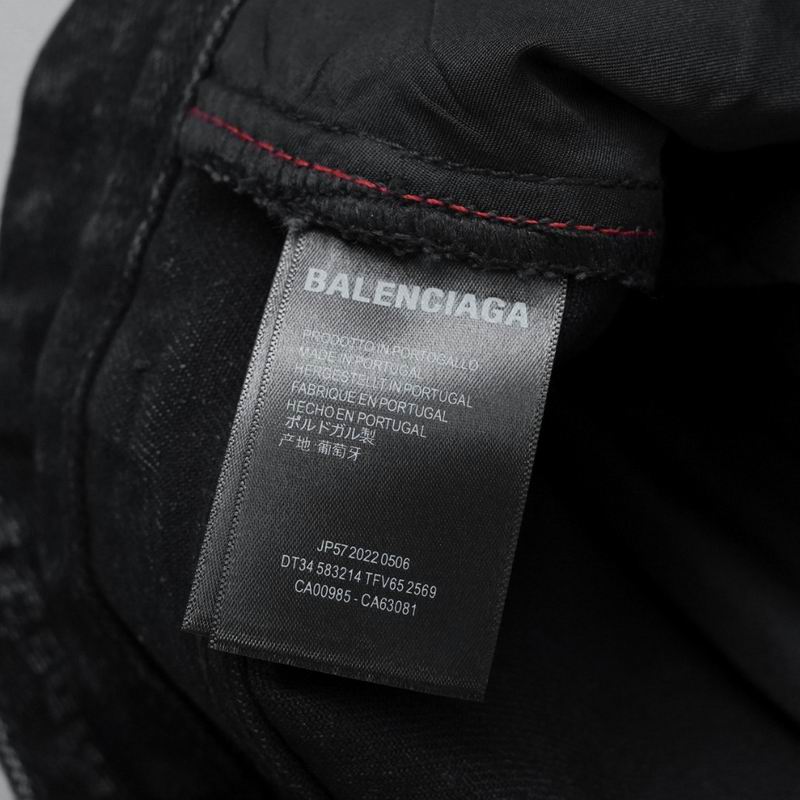 BALENCIAGA
PRODOTTO IN PORTOGALLO
MADE IN PORTUGAL
HERGESTELLT IN PORTUGAL
FABRIQUE EN PORTUGAL
HECHO EN PORTUGAL
ポルドガル製
产地:葡萄牙
JP57 2022 0506
DT34 583214 TFV65 2569
CA00985 - CA63081